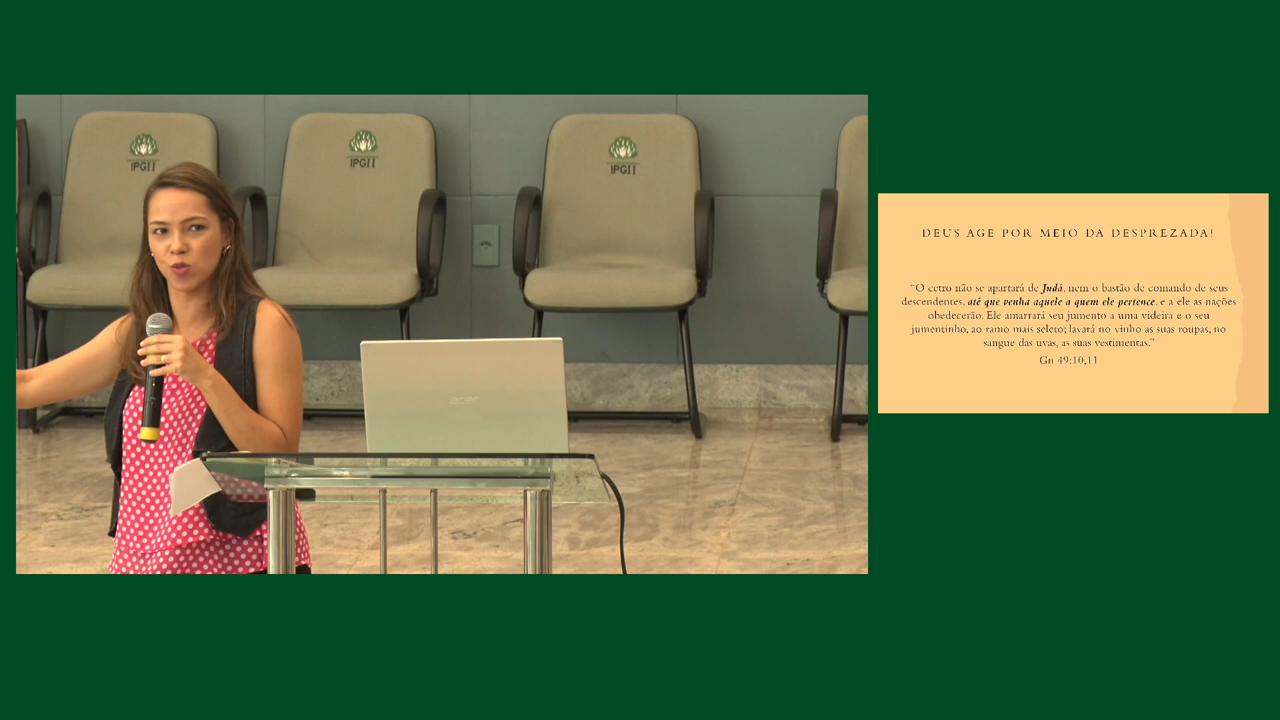 IPGII
IPGII
IPGII
acer
DEUS AGE POR MEIO DA DESPREZADA!
“O cetro não se apartará de Judá, nem o bastão de comando de seus
descendentes, até que venha aquele a quem ele pertence, e a ele as nações
obedecerão. Ele amarrará seu jumento a uma videira e o seu
jumentinho, ao ramo mais seleto; lavará no vinho as suas roupas, no
sangue das uvas, as suas vestimentas.”
Gn 49:10,11